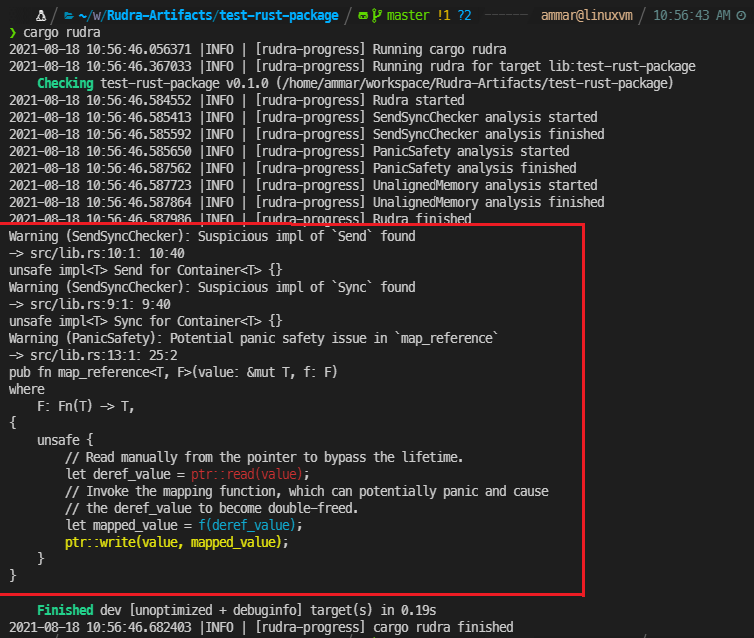 ~/w/Rudra-Artifacts/test-rust-package master !1 ?2 ammar@linuxvm 10:56:43 AM
❯ cargo rudra
2021-08-18 10:56:46.056371 |INFO | [rudra-progress] Running cargo rudra
2021-08-18 10:56:46.367033 |INFO | [rudra-progress] Running rudra for target lib:test-rust-package
    Checking test-rust-package v0.1.0 (/home/ammar/workspace/Rudra-Artifacts/test-rust-package)
2021-08-18 10:56:46.584552 |INFO | [rudra-progress] Rudra started
2021-08-18 10:56:46.585413 |INFO | [rudra-progress] SendSyncChecker analysis started
2021-08-18 10:56:46.585592 |INFO | [rudra-progress] SendSyncChecker analysis finished
2021-08-18 10:56:46.585650 |INFO | [rudra-progress] PanicSafety analysis started
2021-08-18 10:56:46.587562 |INFO | [rudra-progress] PanicSafety analysis finished
2021-08-18 10:56:46.587723 |INFO | [rudra-progress] UnalignedMemory analysis started
2021-08-18 10:56:46.587864 |INFO | [rudra-progress] UnalignedMemory analysis finished
2021-08-18 10:56:46.587986 |INFO | [rudra-progress] Rudra finished
Warning (SendSyncChecker): Suspicious impl of `Send` found
-> src/lib.rs:10:1: 10:40
unsafe impl<T> Send for Container<T> {}
Warning (SendSyncChecker): Suspicious impl of `Sync` found
-> src/lib.rs:9:1: 9:40
unsafe impl<T> Sync for Container<T> {}
Warning (PanicSafety): Potential panic safety issue in `map_reference`
-> src/lib.rs:13:1: 25:2
pub fn map_reference<T, F>(value: &mut T, f: F)
where
    F: Fn(T) -> T,
{
    unsafe {
        // Read manually from the pointer to bypass the lifetime.
        let deref_value = ptr::read(value);
        // Invoke the mapping function, which can potentially panic and cause
        // the deref_value to become double-freed.
        let mapped_value = f(deref_value);
        ptr::write(value, mapped_value);
    }
}
    Finished dev [unoptimized + debuginfo] target(s) in 0.19s
2021-08-18 10:56:46.682403 |INFO | [rudra-progress] cargo rudra finished